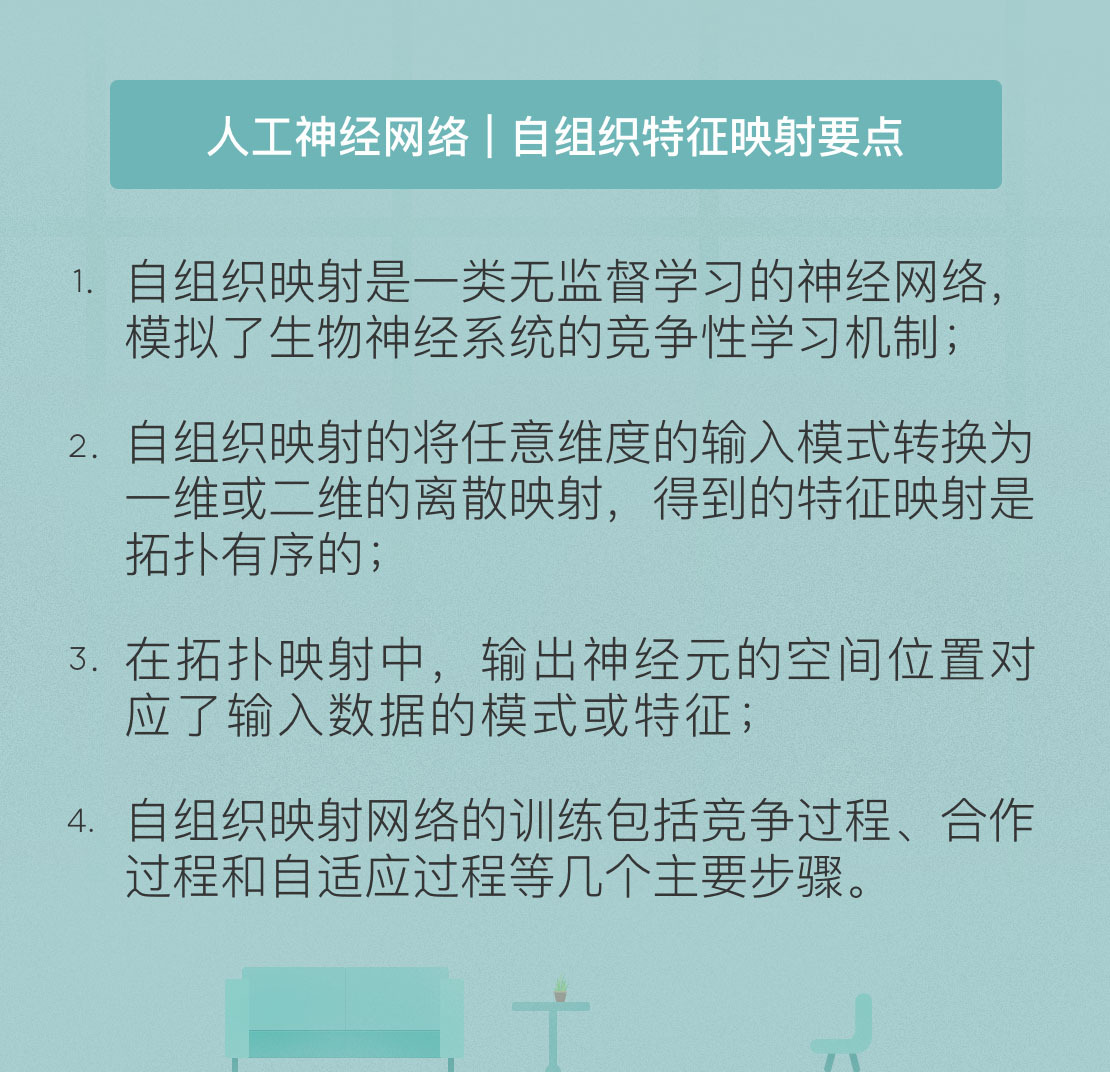 人工神经网络 | 自组织特征映射要点
1. 自组织映射是一类无监督学习的神经网络，
模拟了生物神经系统的竞争性学习机制；
2. 自组织映射的将任意维度的输入模式转换为
一维或二维的离散映射，得到的特征映射是
拓扑有序的；
3. 在拓扑映射中，输出神经元的空间位置对
应了输入数据的模式或特征；
4. 自组织映射网络的训练包括竞争过程、合作
过程和自适应过程等几个主要步骤。